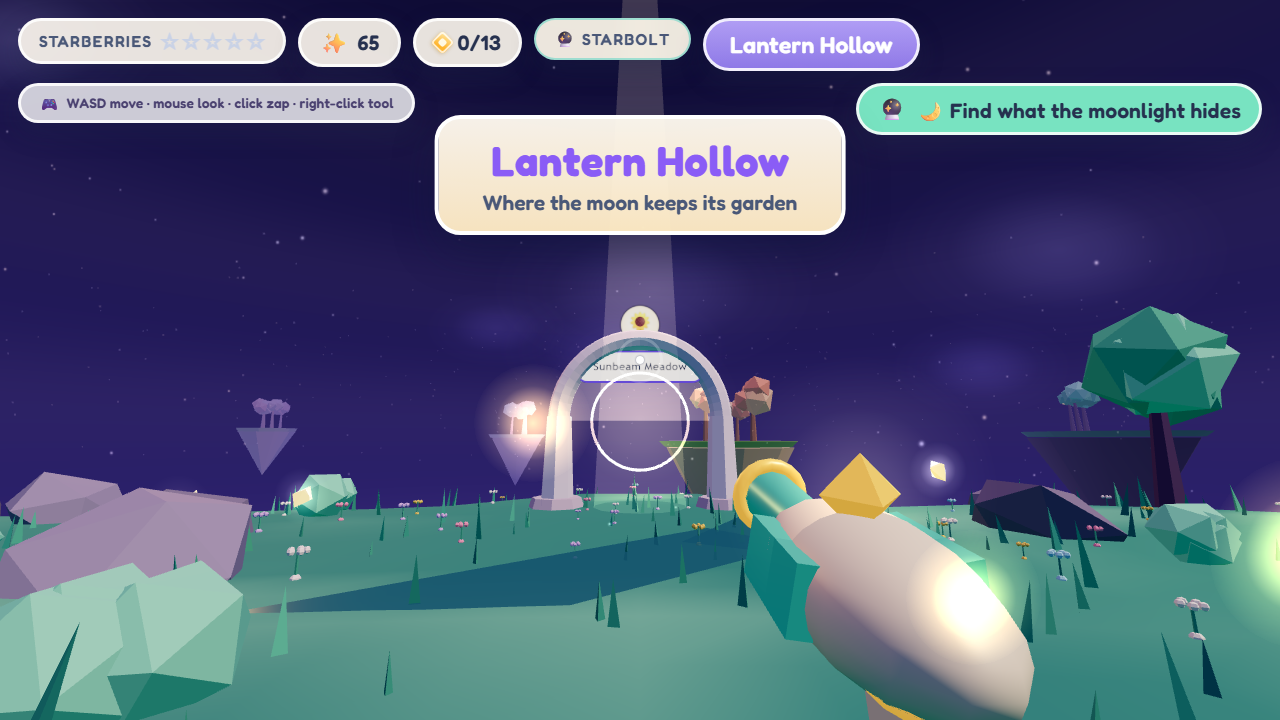 STARBERRIES
65
0/13
STARBOLT
Lantern Hollow
WASD move · mouse look · click zap · right-click tool
Find what the moonlight hides
Lantern Hollow
Where the moon keeps its garden
Sunbeam Meadow